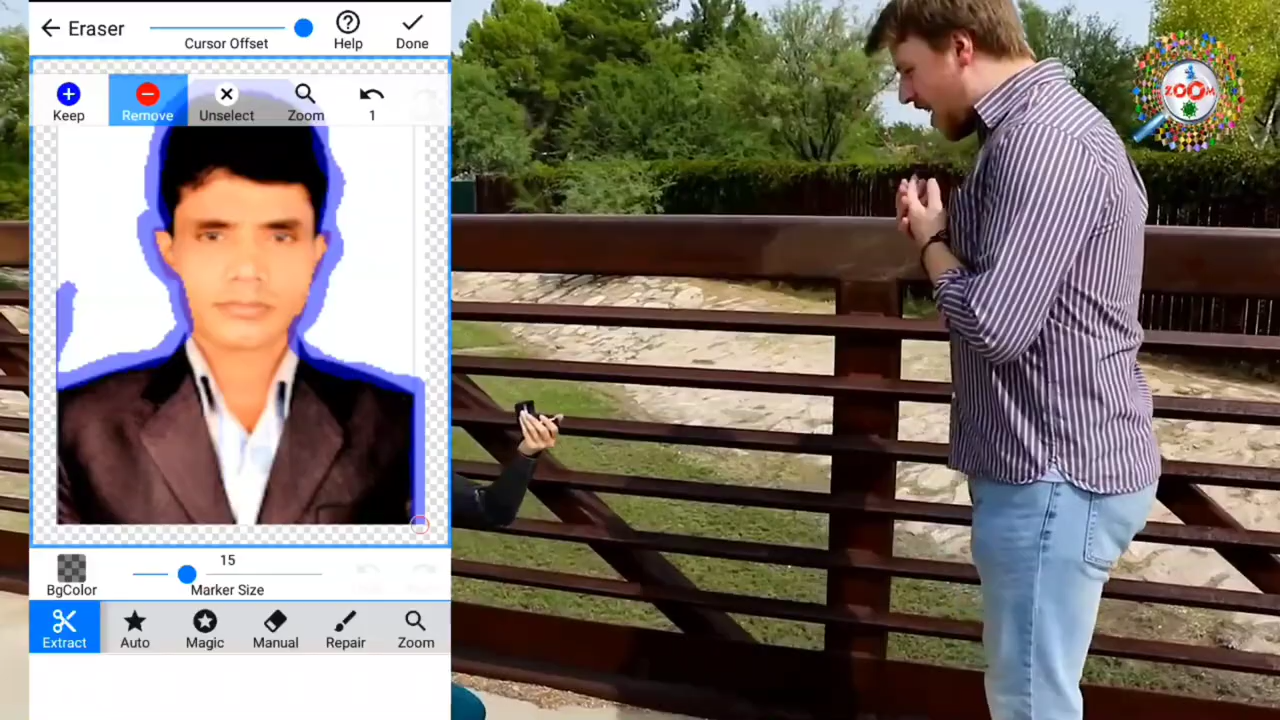 Eraser
Cursor Offset
Help
Done
Keep
Remove
Unselect
Zoom
1
15
BgColor
Marker Size
Extract
Auto
Magic
Manual
Repair
Zoom
ZOOM